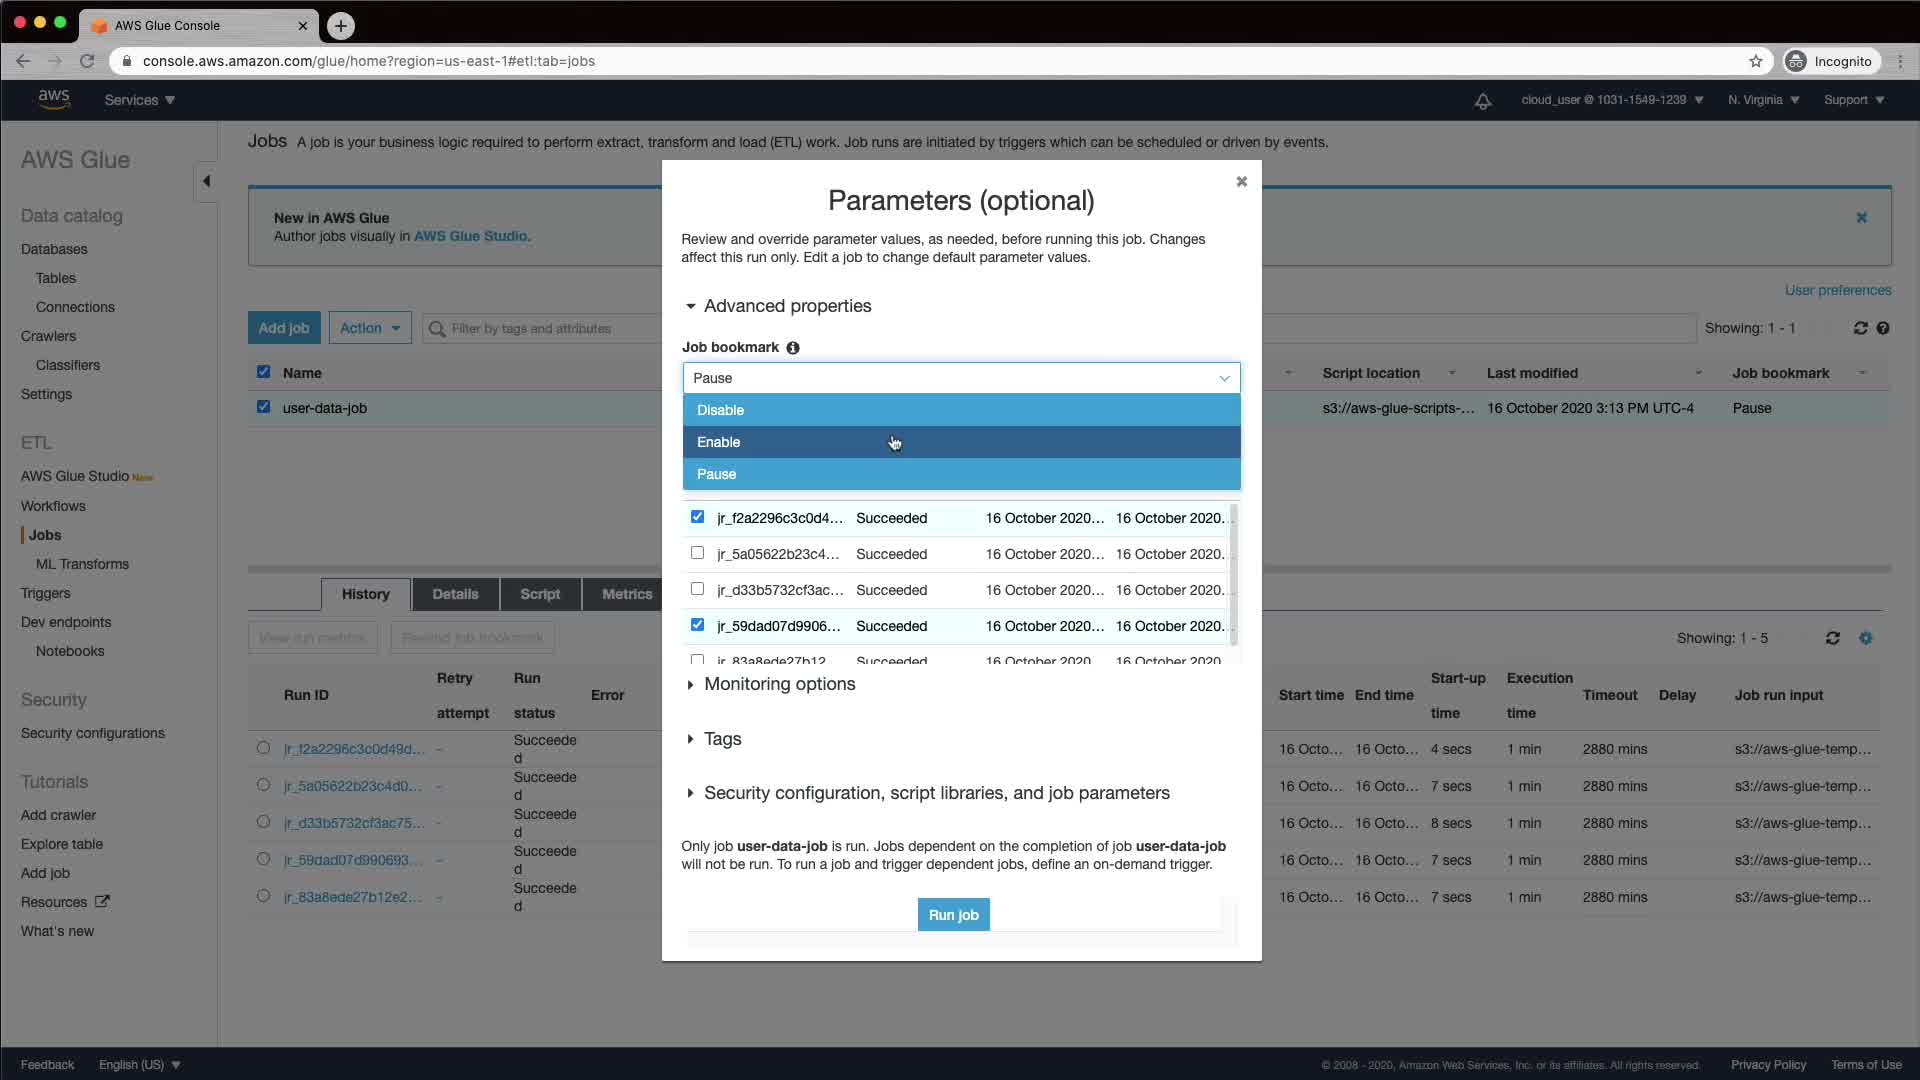 AWS Glue Console
console.aws.amazon.com/glue/home?region=us-east-1#etl:tab=jobs
Incognito
aws
Services
cloud_user @ 1031-1549-1239
N. Virginia
Support
AWS Glue
Data catalog
Databases
Tables
Connections
Crawlers
Classifiers
Settings
ETL
AWS Glue Studio New
Workflows
Jobs
ML Transforms
Triggers
Dev endpoints
Notebooks
Security
Security configurations
Tutorials
Add crawler
Explore table
Add job
Resources
What's new
Jobs A job is your business logic required to perform extract, transform and load (ETL) work. Job runs are initiated by triggers which can be scheduled or driven by events.
New in AWS Glue
Author jobs visually in AWS Glue Studio.
User preferences
Add job
Action
Filter by tags and attributes
Showing: 1 - 1
Name
Script location
Last modified
Job bookmark
user-data-job
s3://aws-glue-scripts-...
16 October 2020 3:13 PM UTC-4
Pause
History
Details
Script
Metrics
View run metrics
Rewind job bookmark
Showing: 1 - 5
Run ID
Retry attempt
Run status
Error
Start time
End time
Start-up time
Execution time
Timeout
Delay
Job run input
jr_f2a2296c3c0d49d... - Succeeded 16 Octo... 16 Octo... 4 secs 1 min 2880 mins s3://aws-glue-temp...
jr_5a05622b23c4d0... - Succeeded 16 Octo... 16 Octo... 7 secs 1 min 2880 mins s3://aws-glue-temp...
jr_d33b5732cf3ac75... - Succeeded 16 Octo... 16 Octo... 8 secs 1 min 2880 mins s3://aws-glue-temp...
jr_59dad07d990693... - Succeeded 16 Octo... 16 Octo... 7 secs 1 min 2880 mins s3://aws-glue-temp...
jr_83a8ede27b12e2... - Succeeded 16 Octo... 16 Octo... 7 secs 1 min 2880 mins s3://aws-glue-temp...
Parameters (optional)
Review and override parameter values, as needed, before running this job. Changes
affect this run only. Edit a job to change default parameter values.
Advanced properties
Job bookmark
Pause
Disable
Enable
Pause
jr_f2a2296c3c0d4... Succeeded 16 October 2020... 16 October 2020...
jr_5a05622b23c4... Succeeded 16 October 2020... 16 October 2020...
jr_d33b5732cf3ac... Succeeded 16 October 2020... 16 October 2020...
jr_59dad07d9906... Succeeded 16 October 2020... 16 October 2020...
jr_83a8ede27b12 Succeeded 16 October 2020 16 October 2020
Monitoring options
Tags
Security configuration, script libraries, and job parameters
Only job user-data-job is run. Jobs dependent on the completion of job user-data-job
will not be run. To run a job and trigger dependent jobs, define an on-demand trigger.
Run job
Feedback
English (US)
© 2008 - 2020, Amazon Web Services, Inc. or its affiliates. All rights reserved.
Privacy Policy
Terms of Use